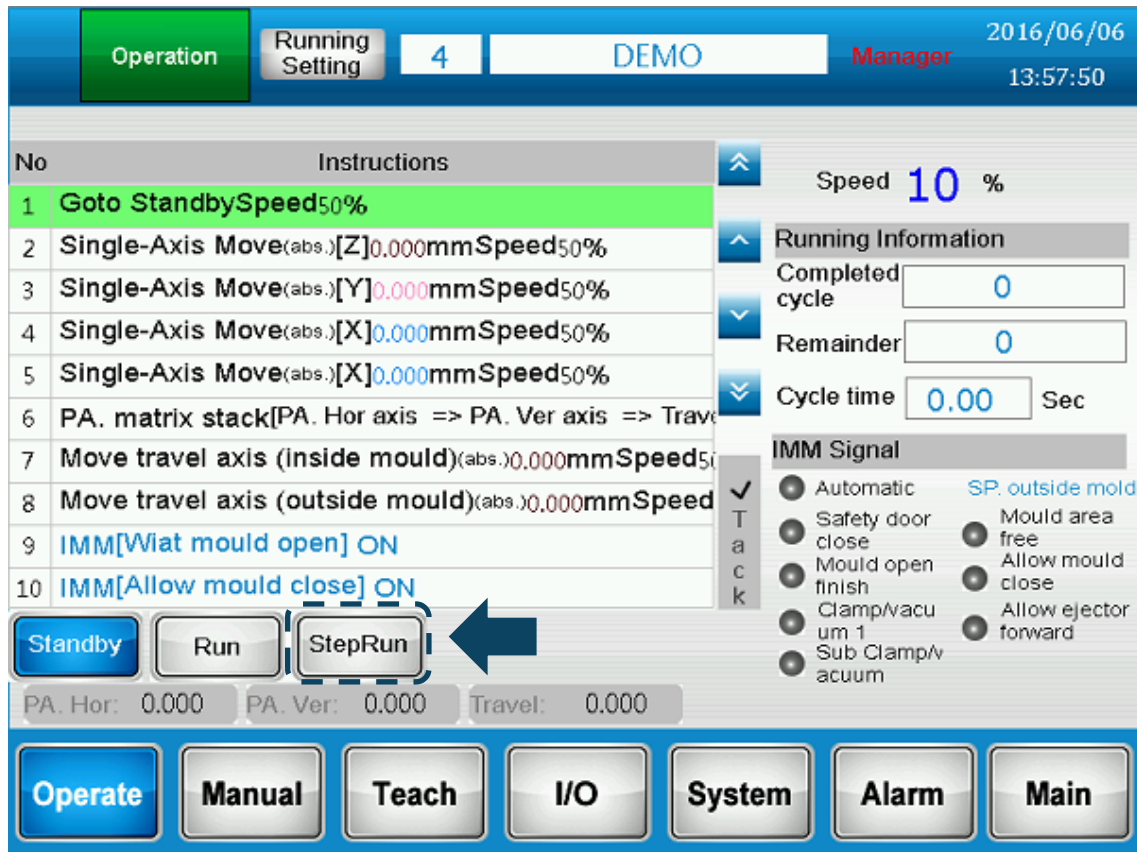 Operation
Running
Setting
4
DEMO
Manager
2016/06/06
13:57:50
No Instructions
1 Goto StandbySpeed50%
2 Single-Axis Move(abs.)[Z]0.000mmSpeed50%
3 Single-Axis Move(abs.)[Y]0.000mmSpeed50%
4 Single-Axis Move(abs.)[X]0.000mmSpeed50%
5 Single-Axis Move(abs.)[X]0.000mmSpeed50%
6 PA. matrix stack[PA. Hor axis => PA. Ver axis => Trave
7 Move travel axis (inside mould)(abs.)0.000mmSpeed5
8 Move travel axis (outside mould)(abs.)0.000mmSpeed
9 IMM[Wiat mould open] ON
10 IMM[Allow mould close] ON
Tack
Speed 10 %
Running Information
Completed
cycle
0
Remainder 0
Cycle time 0.00 Sec
IMM Signal
Automatic
SP. outside mold
Safety door
close
Mould area
free
Mould open
finish
Allow mould
close
Clamp/vacu
um 1
Allow ejector
forward
Sub Clamp/v
acuum
Standby Run StepRun
PA. Hor: 0.000 PA. Ver: 0.000 Travel: 0.000
Operate Manual Teach I/O System Alarm Main